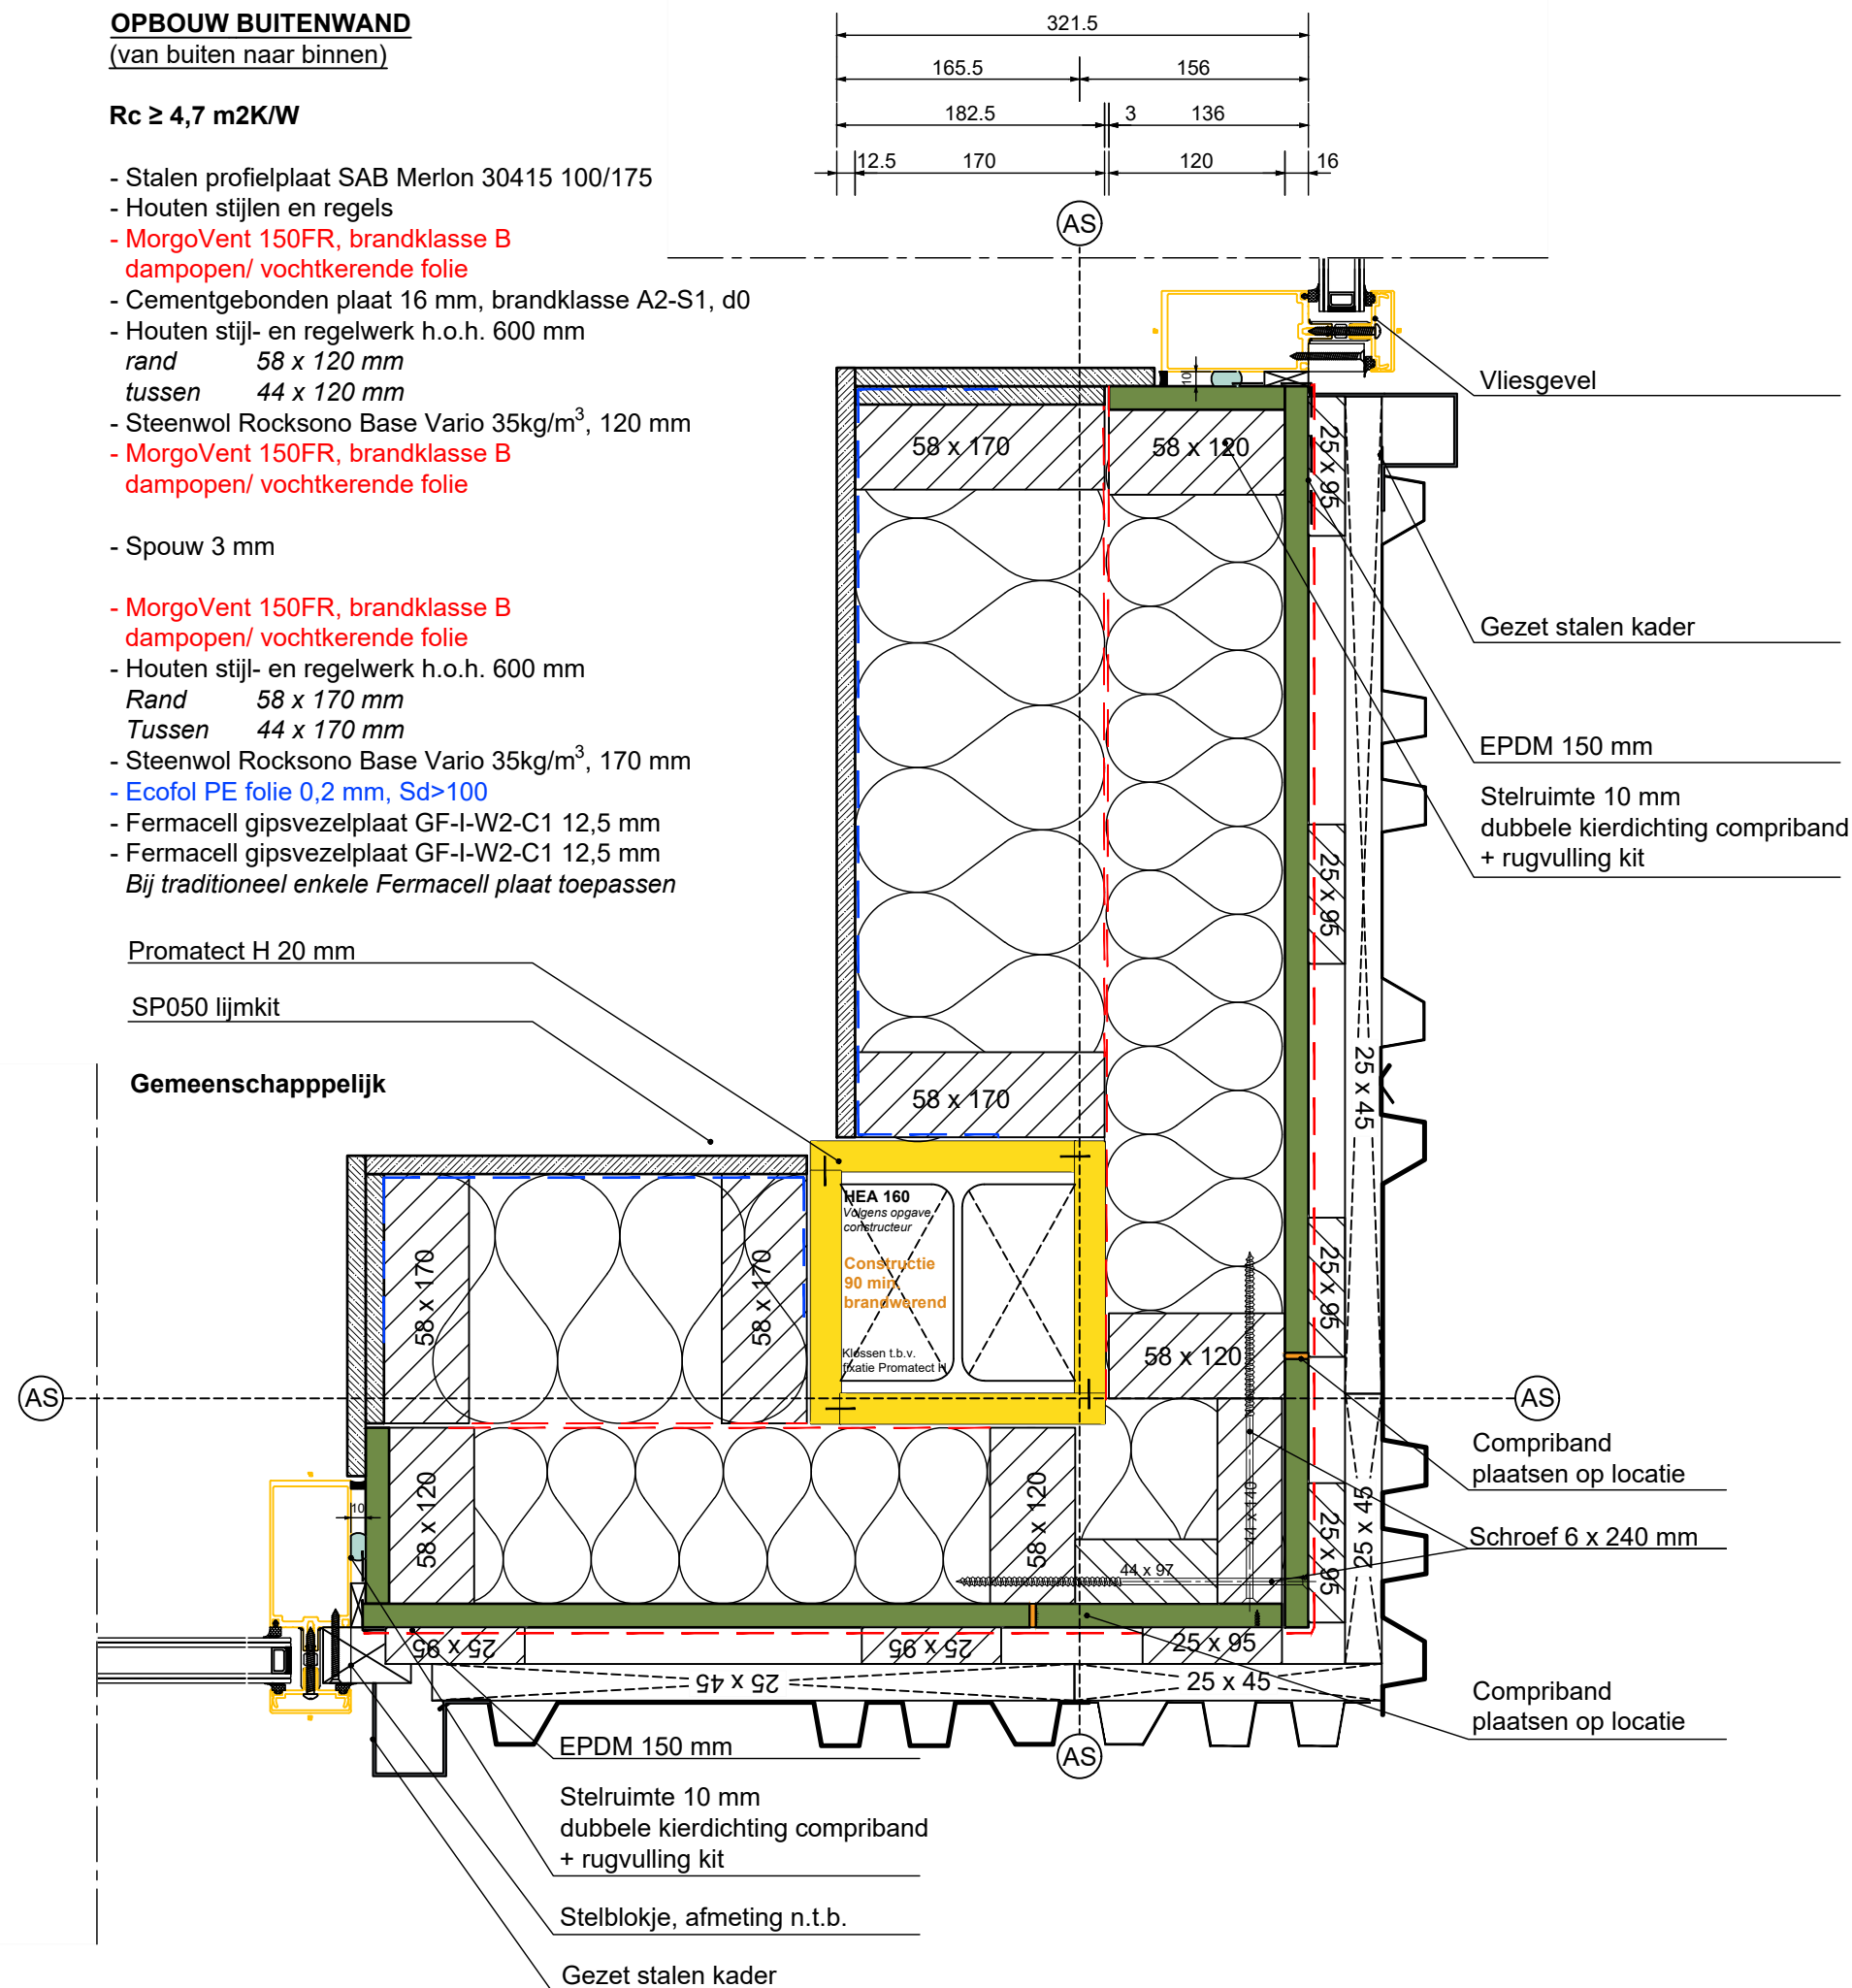 OPBOUW BUITENWAND
(van buiten naar binnen)
Rc ≥ 4,7 m2K/W
- Stalen profielplaat SAB Merlon 30415 100/175
- Houten stijlen en regels
- MorgoVent 150FR, brandklasse B
dampopen/ vochtkerende folie
- Cementgebonden plaat 16 mm, brandklasse A2-S1, d0
- Houten stijl- en regelwerk h.o.h. 600 mm
rand 58 x 120 mm
tussen 44 x 120 mm
- Steenwol Rocksono Base Vario 35kg/m³, 120 mm
- MorgoVent 150FR, brandklasse B
dampopen/ vochtkerende folie
- Spouw 3 mm
- MorgoVent 150FR, brandklasse B
dampopen/ vochtkerende folie
- Houten stijl- en regelwerk h.o.h. 600 mm
Rand 58 x 170 mm
Tussen 44 x 170 mm
- Steenwol Rocksono Base Vario 35kg/m³, 170 mm
- Ecofol PE folie 0,2 mm, Sd>100
- Fermacell gipsvezelplaat GF-I-W2-C1 12,5 mm
- Fermacell gipsvezelplaat GF-I-W2-C1 12,5 mm
Bij traditioneel enkele Fermacell plaat toepassen
Promatect H 20 mm
SP050 lijmkit
Gemeenschapppelijk
321.5
165.5 156
182.5 3 136
12.5 170 120 16
AS
10
Vliesgevel
58 x 170
58 x 120
25 x 95
Gezet stalen kader
EPDM 150 mm
Stelruimte 10 mm
dubbele kierdichting compriband
+ rugvulling kit
25 x 95
25 x 45
58 x 170
HEA 160
Volgens opgave
constructeur
Constructie
90 min
brandwerend
Klossen t.b.v.
fixatie Promatect H
58 x 170
58 x 170
25 x 95
58 x 120
AS
AS
Compriband
plaatsen op locatie
Schroef 6 x 240 mm
10
58 x 120
58 x 120
44 x 140
44 x 97
25 x 95
25 x 45
25 x 95
25 x 95
25 x 95
25 x 45
25 x 45
Compriband
plaatsen op locatie
AS
EPDM 150 mm
Stelruimte 10 mm
dubbele kierdichting compriband
+ rugvulling kit
Stelblokje, afmeting n.t.b.
Gezet stalen kader